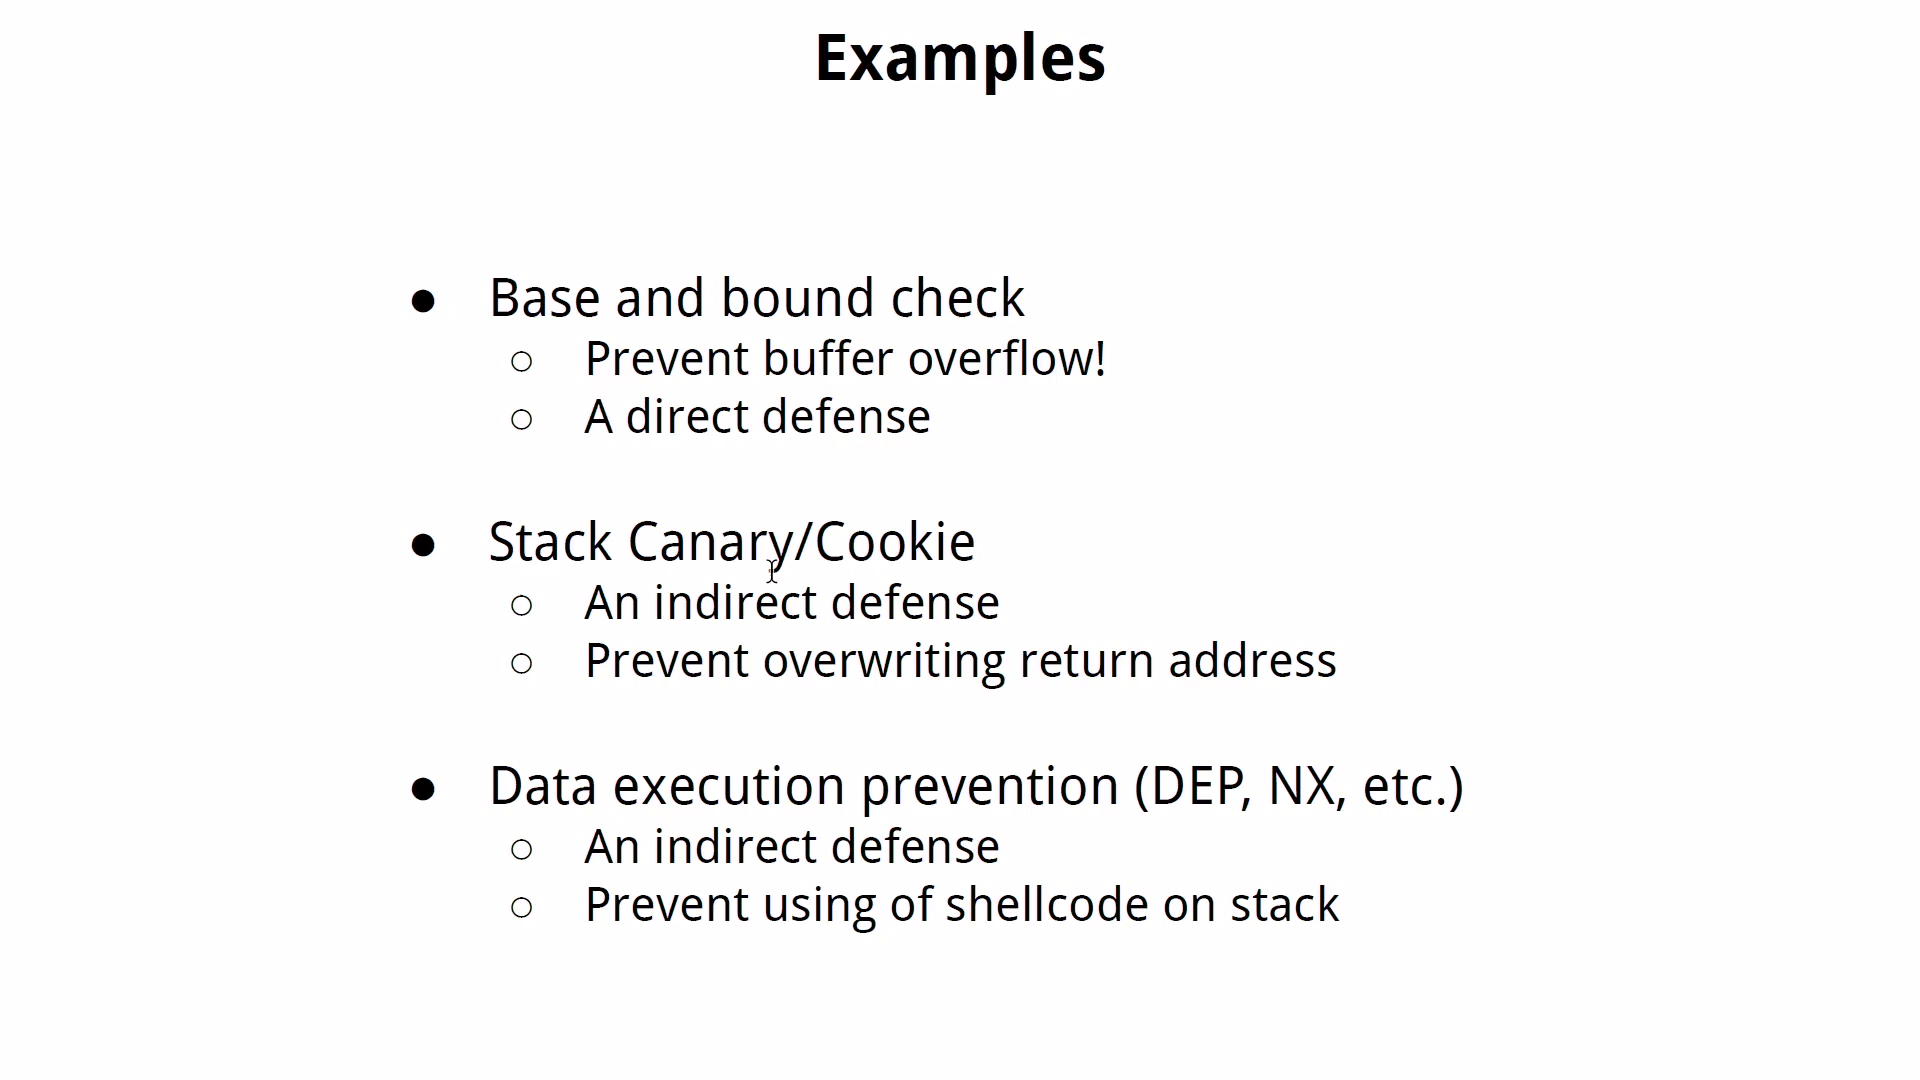 Examples
● Base and bound check
○ Prevent buffer overflow!
○ A direct defense
● Stack Canary/Cookie
○ An indirect defense
○ Prevent overwriting return address
● Data execution prevention (DEP, NX, etc.)
○ An indirect defense
○ Prevent using of shellcode on stack